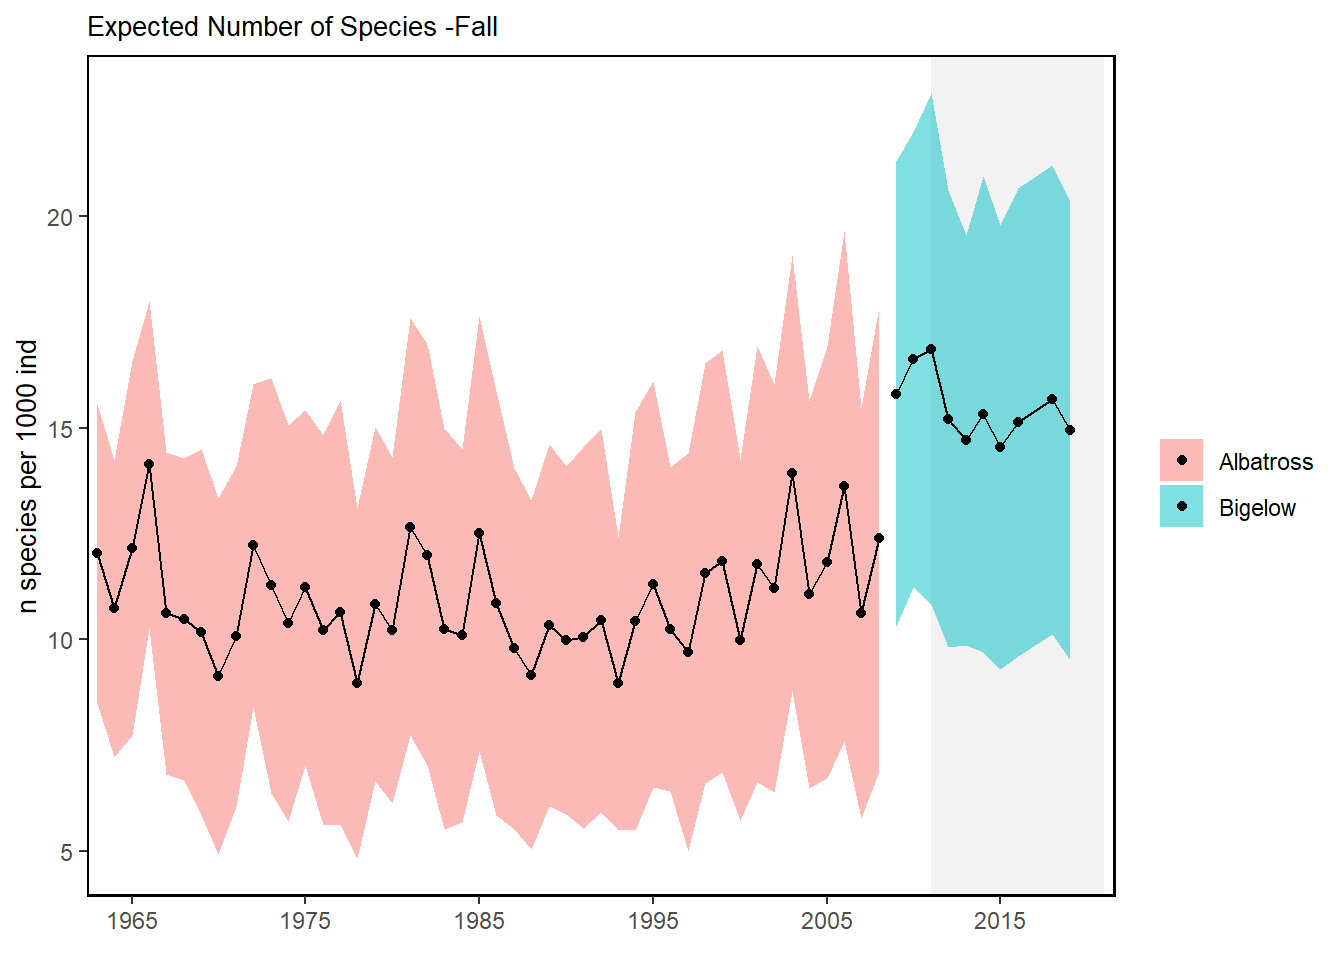 Expected Number of Species -Fall
n species per 1000 ind
20
15
10
5
1965
1975
1985
1995
2005
2015
Albatross
Bigelow